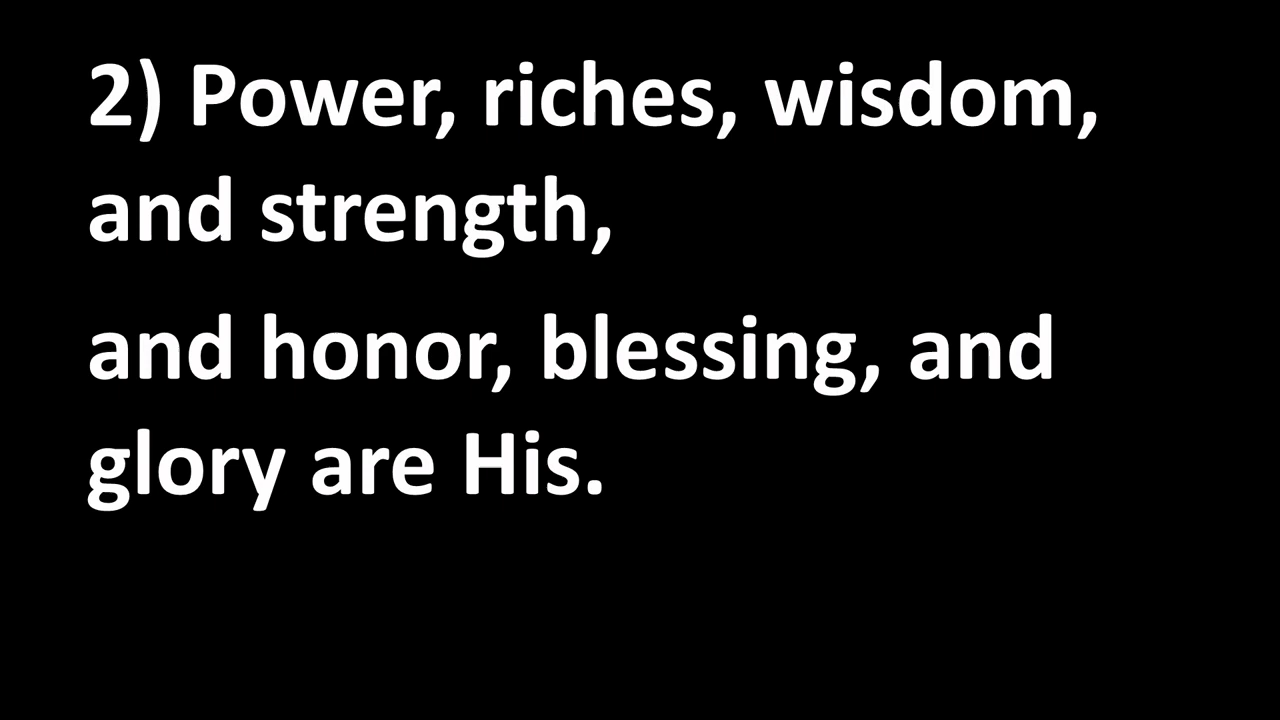 2) Power, riches, wisdom,
and strength,
and honor, blessing, and
glory are His.